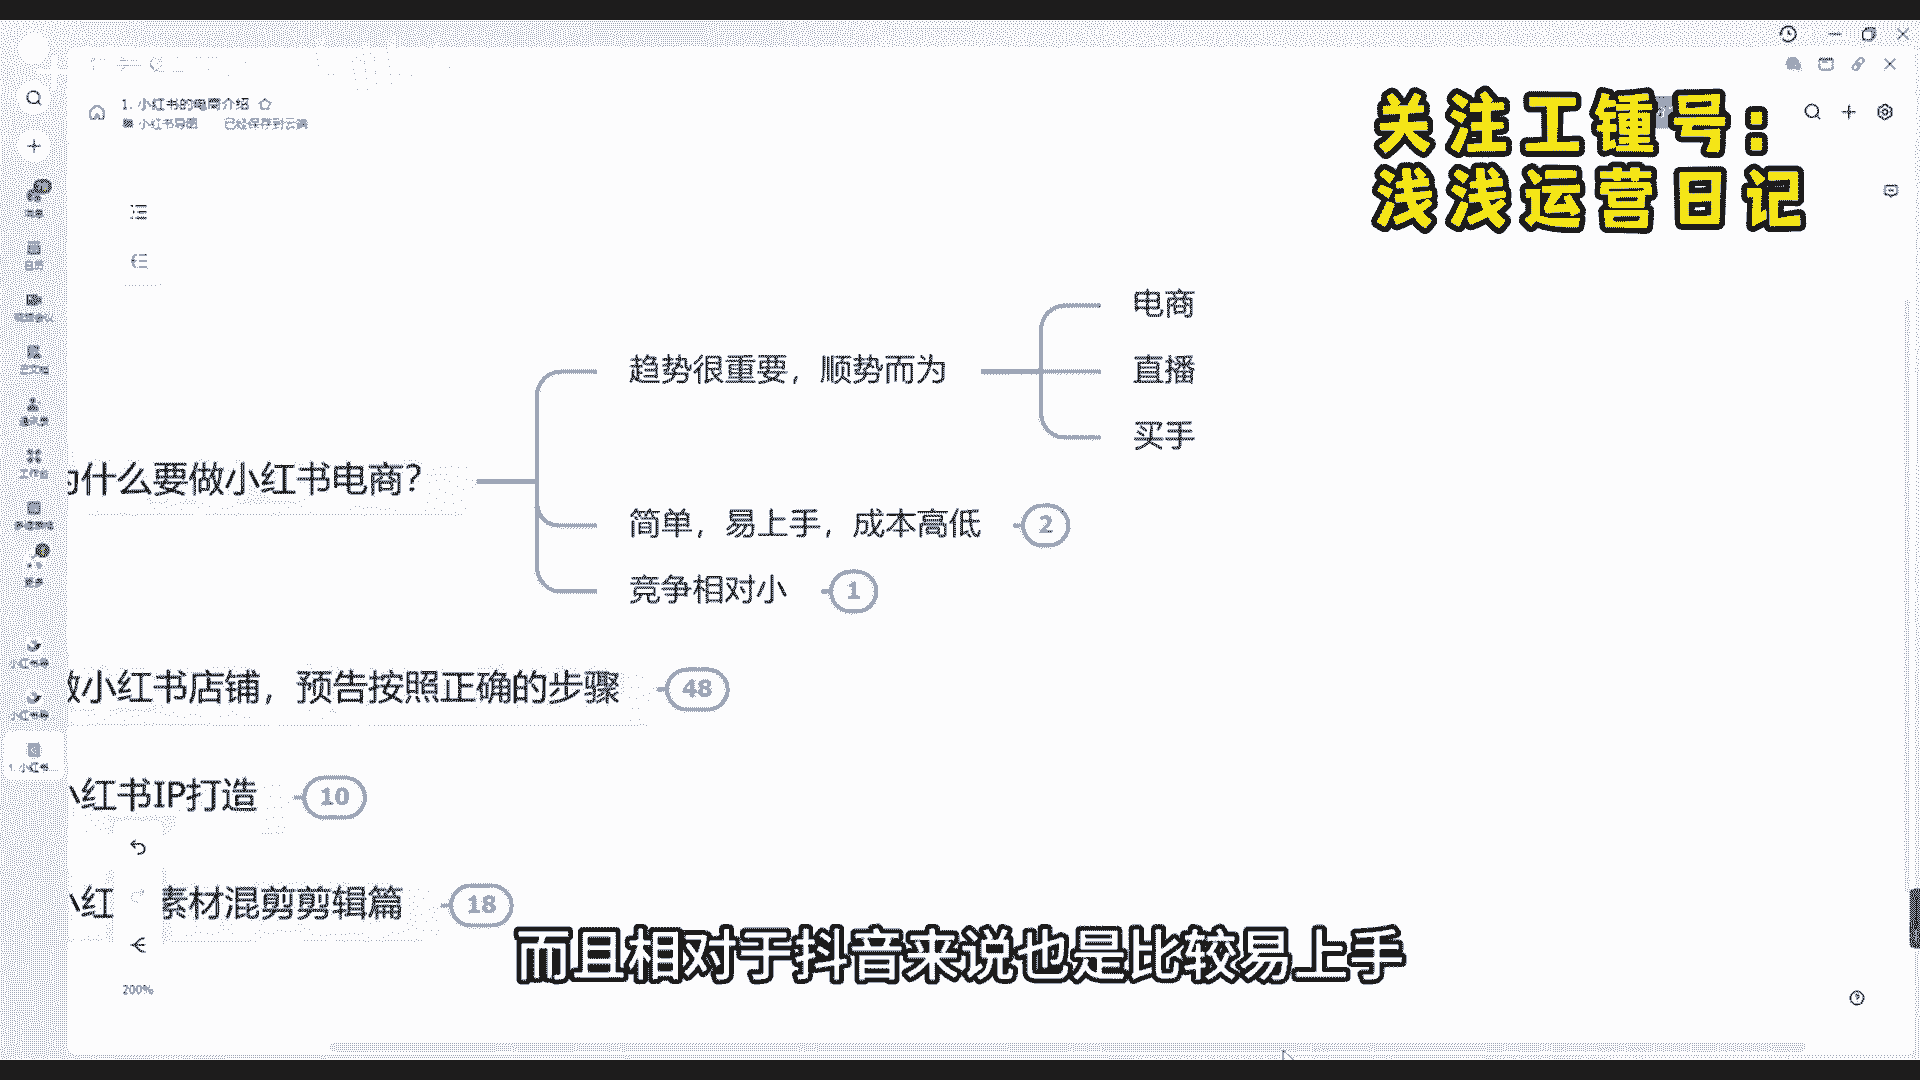 1. 小红书的电商介绍
小红书导图 已经保存到云端
关注工锺号：
浅浅运营日记
电商
趋势很重要，顺势而为
直播
买手
为什么要做小红书电商？
简单，易上手，成本高低
2
竞争相对小
1
做小红书店铺，预告按照正确的步骤
48
小红书IP打造
10
小红
素材混剪剪辑篇
18
而且相对于抖音来说也是比较易上手
200%